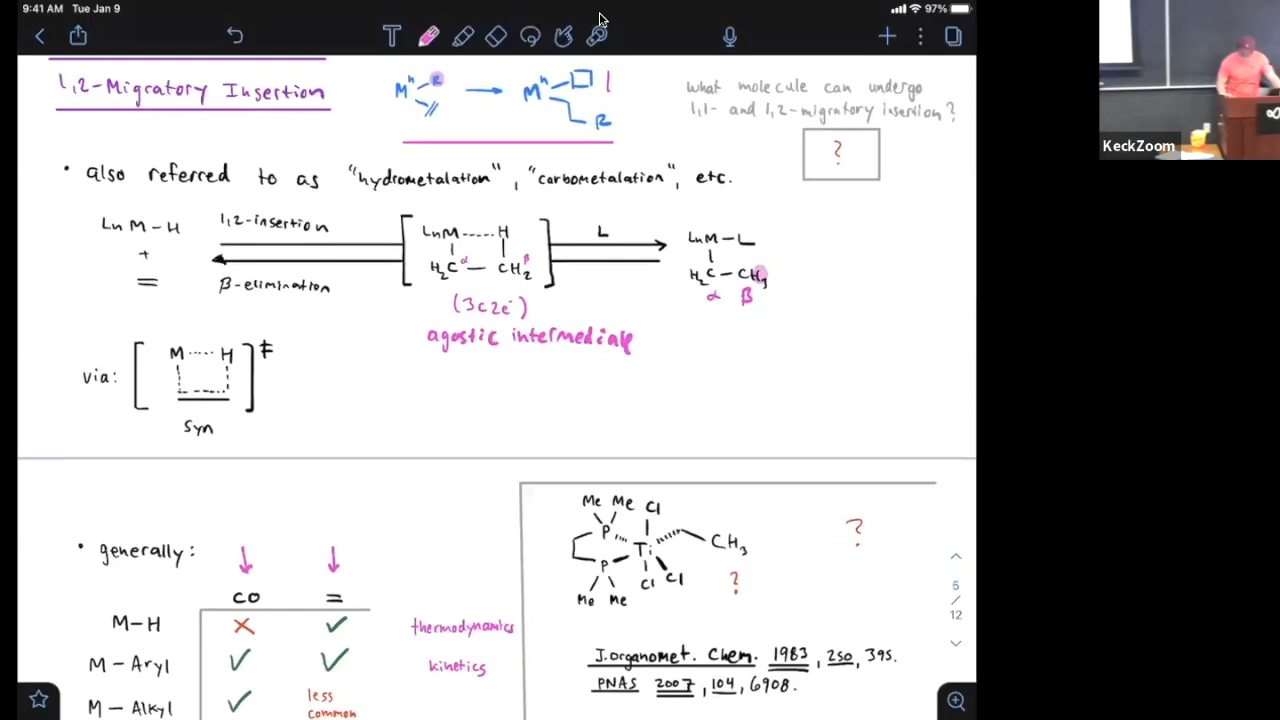 9:41 AM Tue Jan 9
97%
1,2-Migratory Insertion
Mⁿ R → Mⁿ R
what molecule can undergo
1,1- and 1,2-migratory insertion?
?
• also referred to as "hydrometalation", "carbometalation", etc.
LnM-H
+
=
1,2-insertion
β-elimination
LnM-----H
H₂C α — CH₂ β
(3c2e⁻)
agostic intermediate
L
LnM-L
H₂C-CH₃
α β
via: [ M····H ]‡
syn
• generally:
CO =
M-H ✗ ✓ thermodynamics
M-Aryl ✓ ✓ kinetics
M-Alkyl ✓ less common
Me Me Cl
P Ti CH₃
P Cl Cl
Me Me
?
?
J. organomet. Chem. 1983, 250, 395.
PNAS 2007, 104, 6908.
5
/
12
KeckZoom